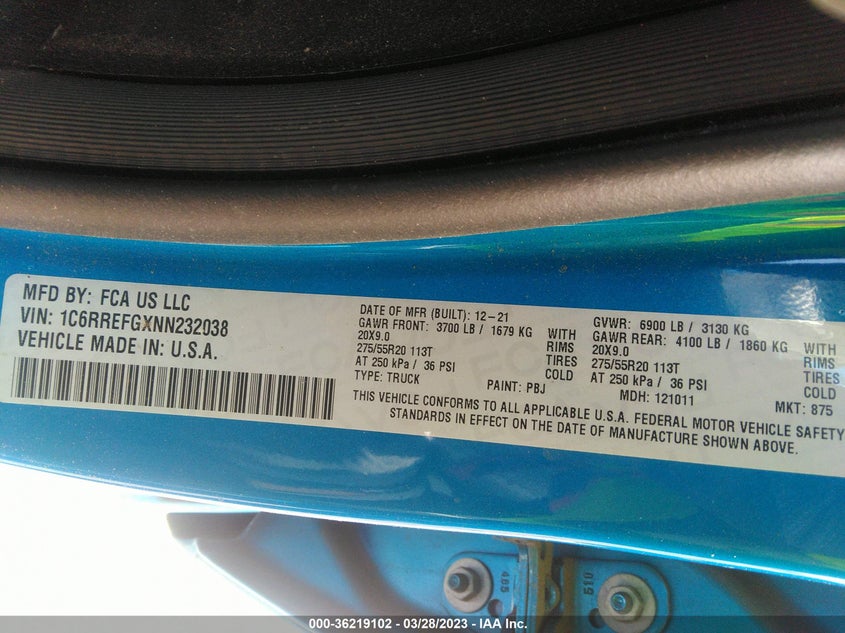 MFD BY: FCA US LLC
VIN: 1C6RREFGXNN232038
VEHICLE MADE IN: U.S.A.
DATE OF MFR (BUILT): 12-21
GAWR FRONT: 3700 LB / 1679 KG WITH
20X9.0 RIMS
275/55R20 113T TIRES
AT 250 kPa / 36 PSI COLD
TYPE: TRUCK PAINT: PBJ
GVWR: 6900 LB / 3130 KG
GAWR REAR: 4100 LB / 1860 KG WITH
20X9.0 RIMS
275/55R20 113T TIRES
AT 250 kPa / 36 PSI COLD
MDH: 121011 MKT: 875
THIS VEHICLE CONFORMS TO ALL APPLICABLE U.S.A. FEDERAL MOTOR VEHICLE SAFETY
STANDARDS IN EFFECT ON THE DATE OF MANUFACTURE SHOWN ABOVE.
000-36219102 - 03/28/2023 - IAA Inc.